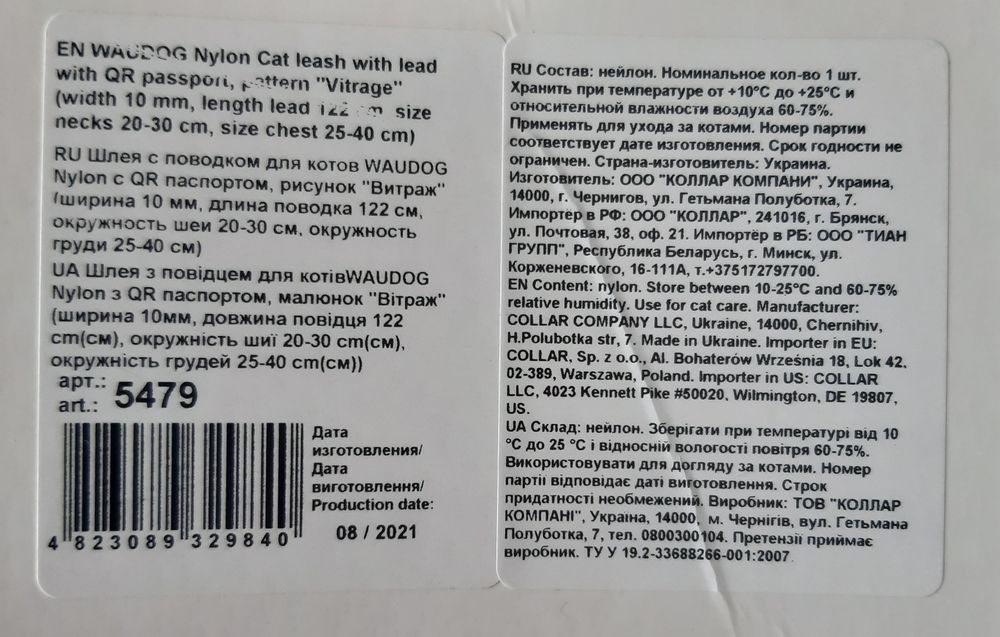 EN WAUDOG Nylon Cat leash with lead
with QR passport, pattern "Vitrage"
(width 10 mm, length lead 122 cm, size
necks 20-30 cm, size chest 25-40 cm)
RU Шлея с поводком для котов WAUDOG
Nylon с QR паспортом, рисунок "Витраж"
(ширина 10 мм, длина поводка 122 см,
окружность шеи 20-30 см, окружность
груди 25-40 см)
UA Шлея з повідцем для котівWAUDOG
Nylon з QR паспортом, малюнок "Вітраж"
(ширина 10мм, довжина повідця 122
cm(см), окружність шиї 20-30 cm(см),
окружність грудей 25-40 cm(см))
арт.:
art.: 5479
Дата
изготовления/
Дата
виготовлення/
Production date:
08 / 2021
4 823089 329840
RU Состав: нейлон. Номинальное кол-во 1 шт.
Хранить при температуре от +10°C до +25°C и
относительной влажности воздуха 60-75%.
Применять для ухода за котами. Номер партии
соответствует дате изготовления. Срок годности не
ограничен. Страна-изготовитель: Украина.
Изготовитель: ООО "КОЛЛАР КОМПАНИ", Украина,
14000, г. Чернигов, ул. Гетьмана Полуботка, 7.
Импортёр в РФ: ООО "КОЛЛАР", 241016, г. Брянск,
ул. Почтовая, 38, оф. 21. Импортёр в РБ: ООО "ТИАН
ГРУПП", Республика Беларусь, г. Минск, ул.
Корженевского, 16-111А, т.+375172797700.
EN Content: nylon. Store between 10-25°C and 60-75%
relative humidity. Use for cat care. Manufacturer:
COLLAR COMPANY LLC, Ukraine, 14000, Chernihiv,
H.Polubotka str, 7. Made in Ukraine. Importer in EU:
COLLAR, Sp. z o.o., Al. Bohaterów Września 18, Lok 42,
02-389, Warszawa, Poland. Importer in US: COLLAR
LLC, 4023 Kennett Pike #50020, Wilmington, DE 19807,
US.
UA Склад: нейлон. Зберігати при температурі від 10
°C до 25 °C і відносній вологості повітря 60-75%.
Використовувати для догляду за котами. Номер
партії відповідає даті виготовлення. Строк
придатності необмежений. Виробник: ТОВ "КОЛЛАР
КОМПАНІ", Україна, 14000, м. Чернігів, вул. Гетьмана
Полуботка, 7, тел. 0800300104. Претензії приймає
виробник. ТУ У 19.2-33688266-001:2007